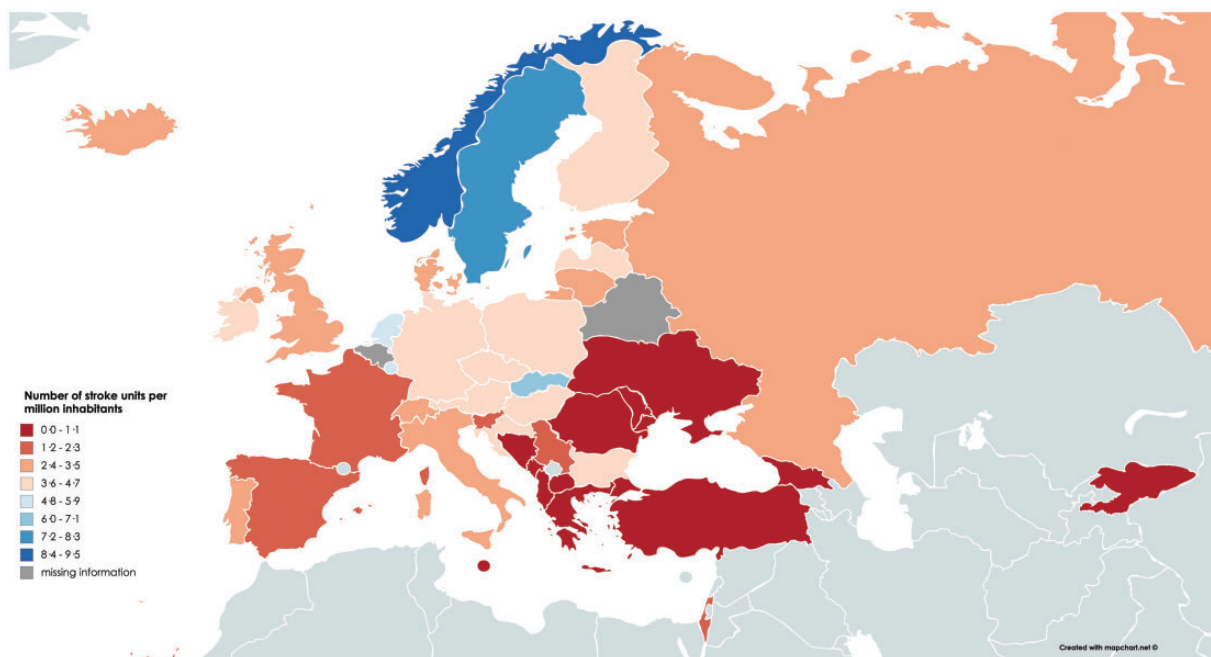 Number of stroke units per
million inhabitants
0·0 - 1·1
1·2 - 2·3
2·4 - 3·5
3·6 - 4·7
4·8 - 5·9
6·0 - 7·1
7·2 - 8·3
8·4 - 9·5
missing information
Created with mapchart.net ©